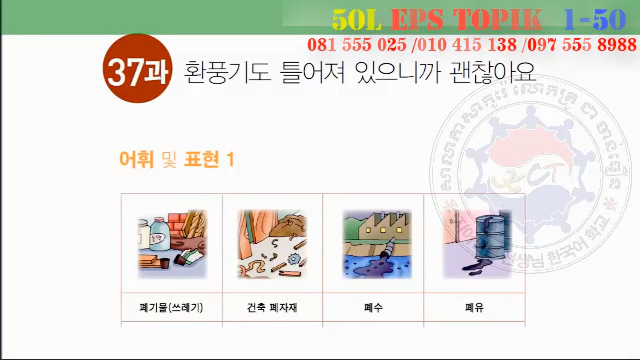 50L EPS TOPIK 1-50
081 555 025 /010 415 138 /097 555 8988
37과 환풍기도 틀어져 있으니까 괜찮아요
어휘 및 표현 1
폐기물(쓰레기) 건축 폐자재 폐수 폐유